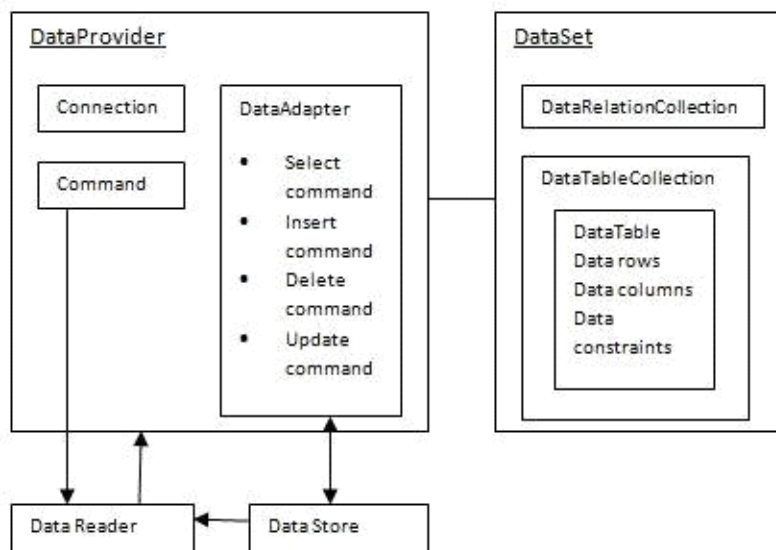 DataProvider
Connection
Command
DataAdapter
• Select
command
• Insert
command
• Delete
command
• Update
command
DataSet
DataRelationCollection
DataTableCollection
DataTable
Data rows
Data columns
Data
constraints
Data Reader
Data Store